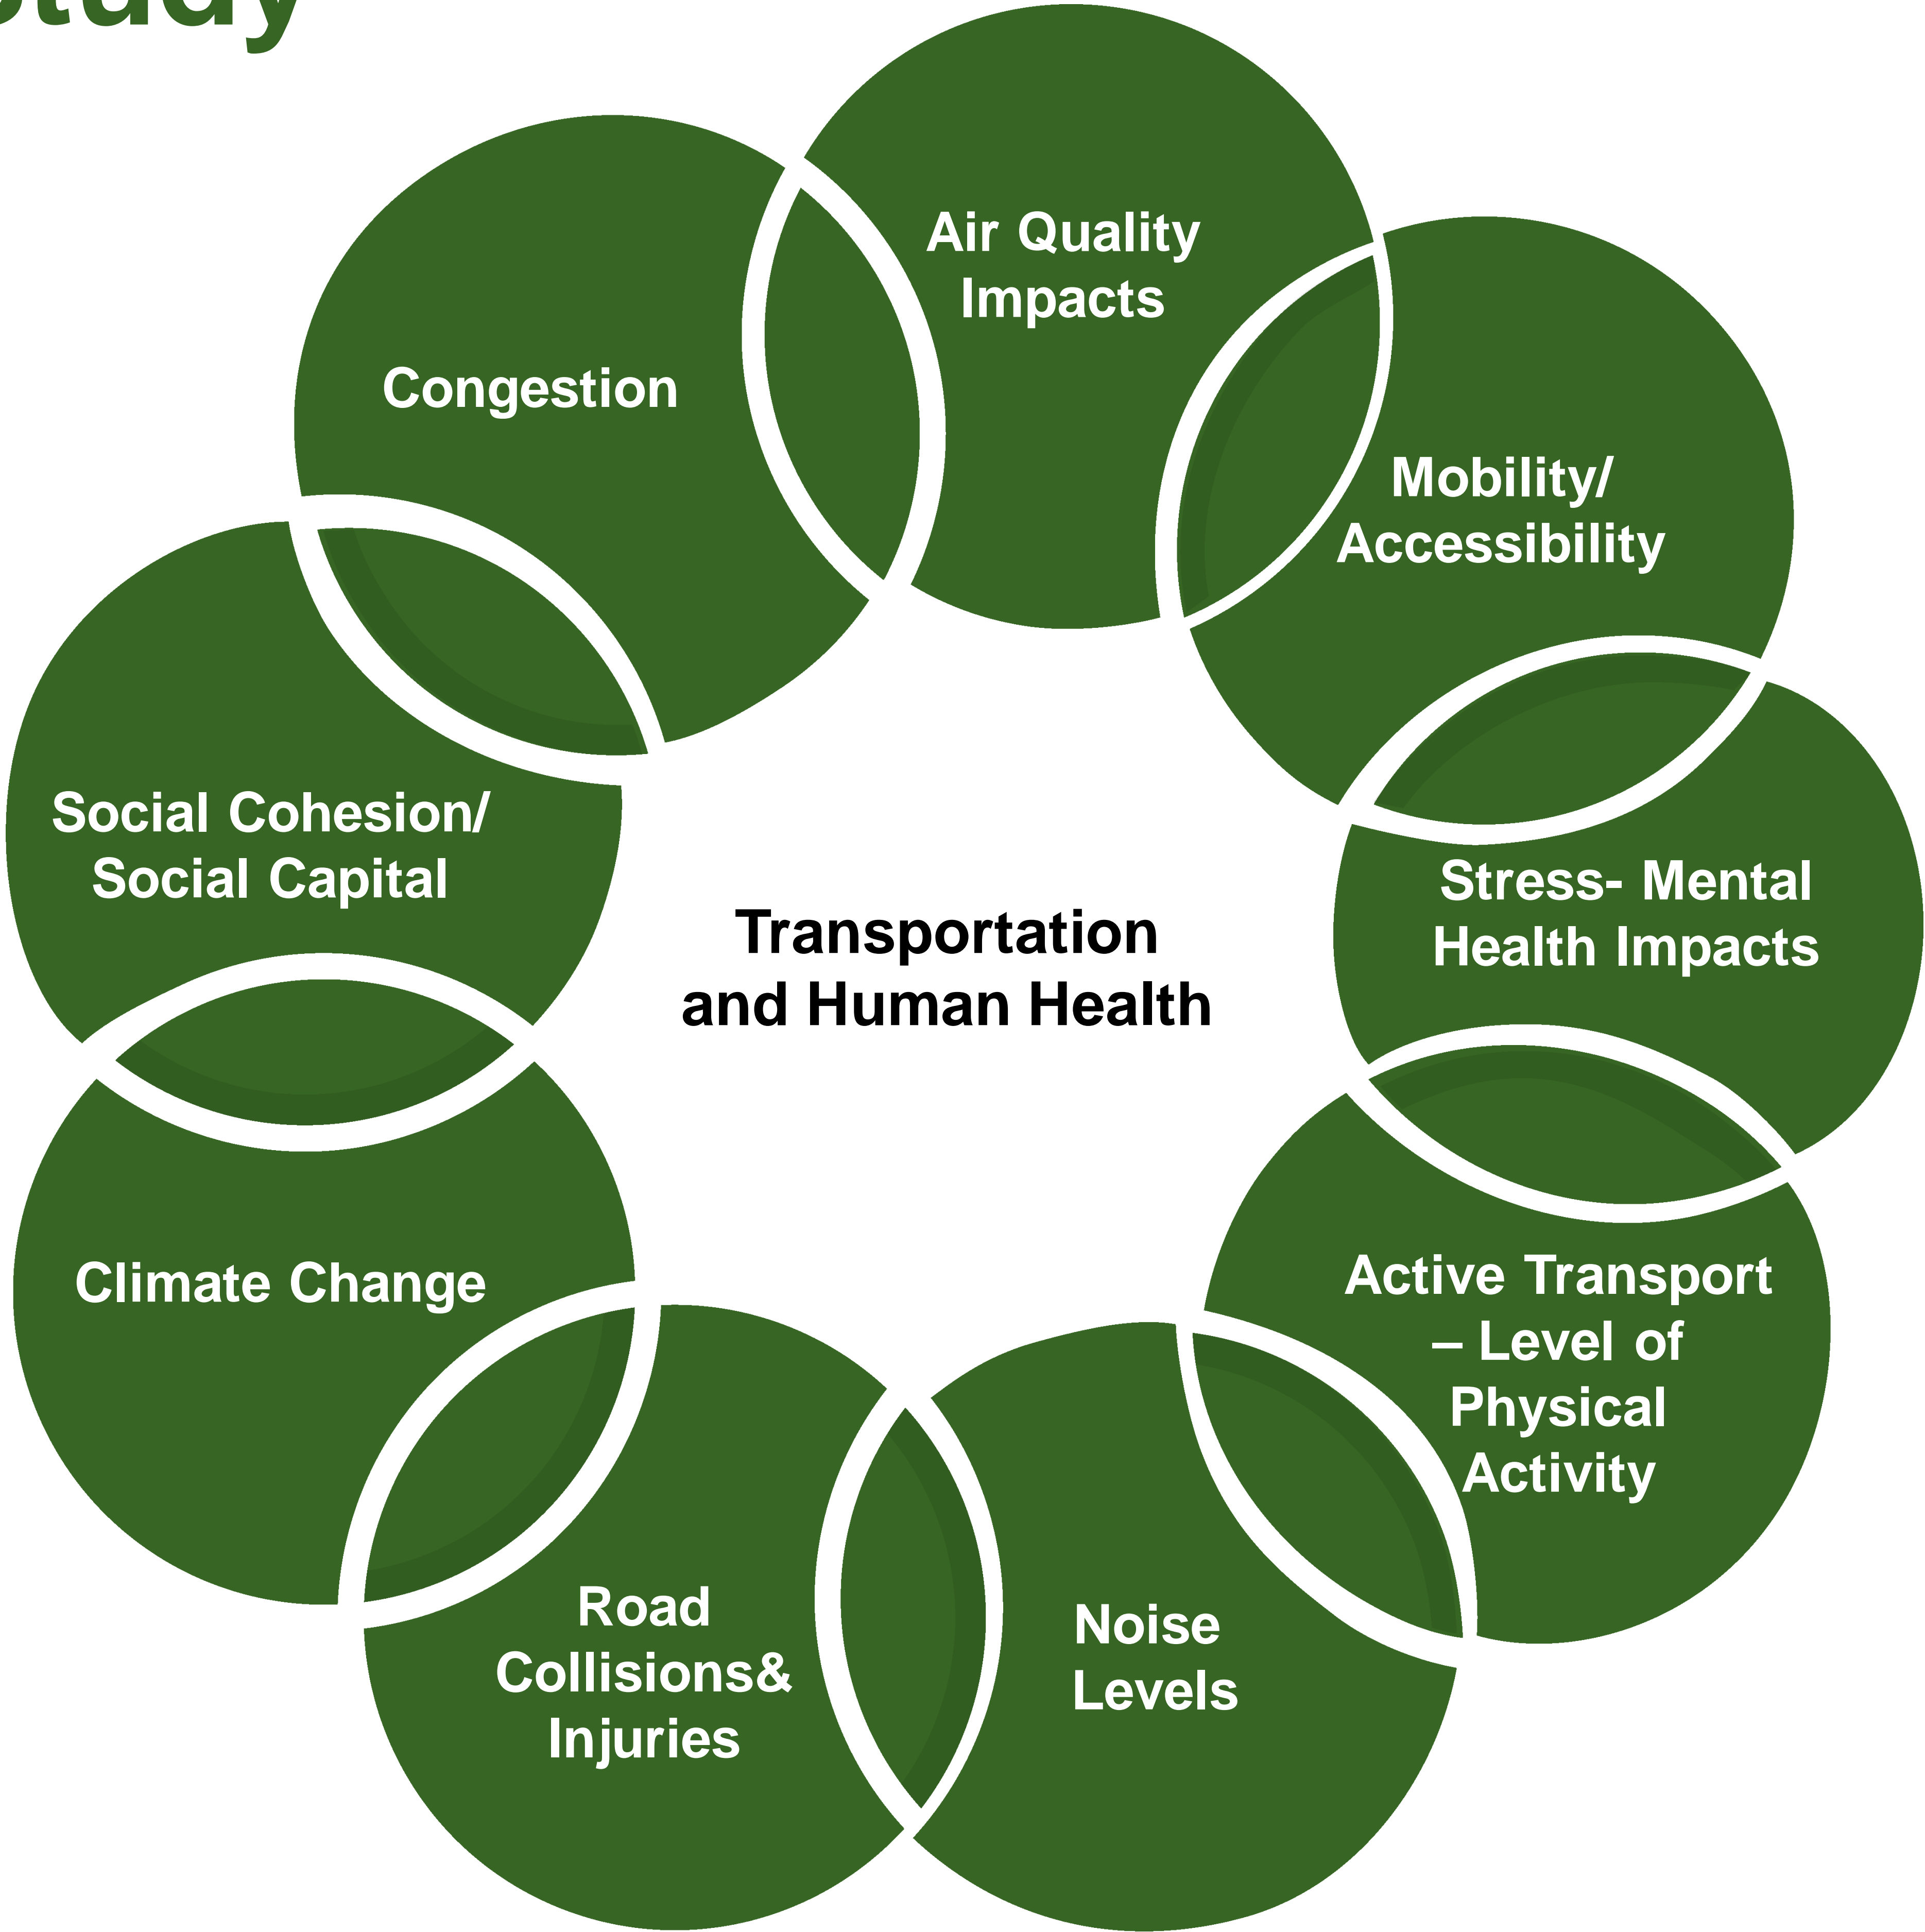 Air Quality
Impacts
Congestion
Mobility/
Accessibility
Social Cohesion/
Social Capital
Stress- Mental
Health Impacts
Transportation
and Human Health
Climate Change
Active Transport
– Level of
Physical
Activity
Road
Collisions&
Injuries
Noise
Levels